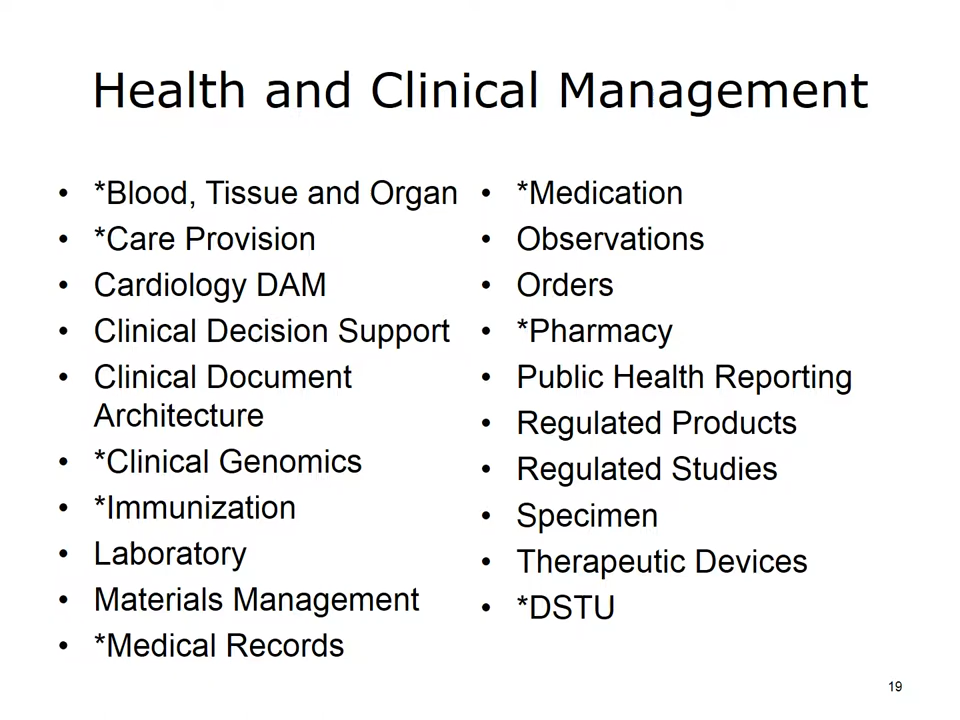 Health and Clinical Management
• *Blood, Tissue and Organ
• *Care Provision
• Cardiology DAM
• Clinical Decision Support
• Clinical Document
Architecture
• *Clinical Genomics
• *Immunization
• Laboratory
• Materials Management
• *Medical Records
• *Medication
• Observations
• Orders
• *Pharmacy
• Public Health Reporting
• Regulated Products
• Regulated Studies
• Specimen
• Therapeutic Devices
• *DSTU
19